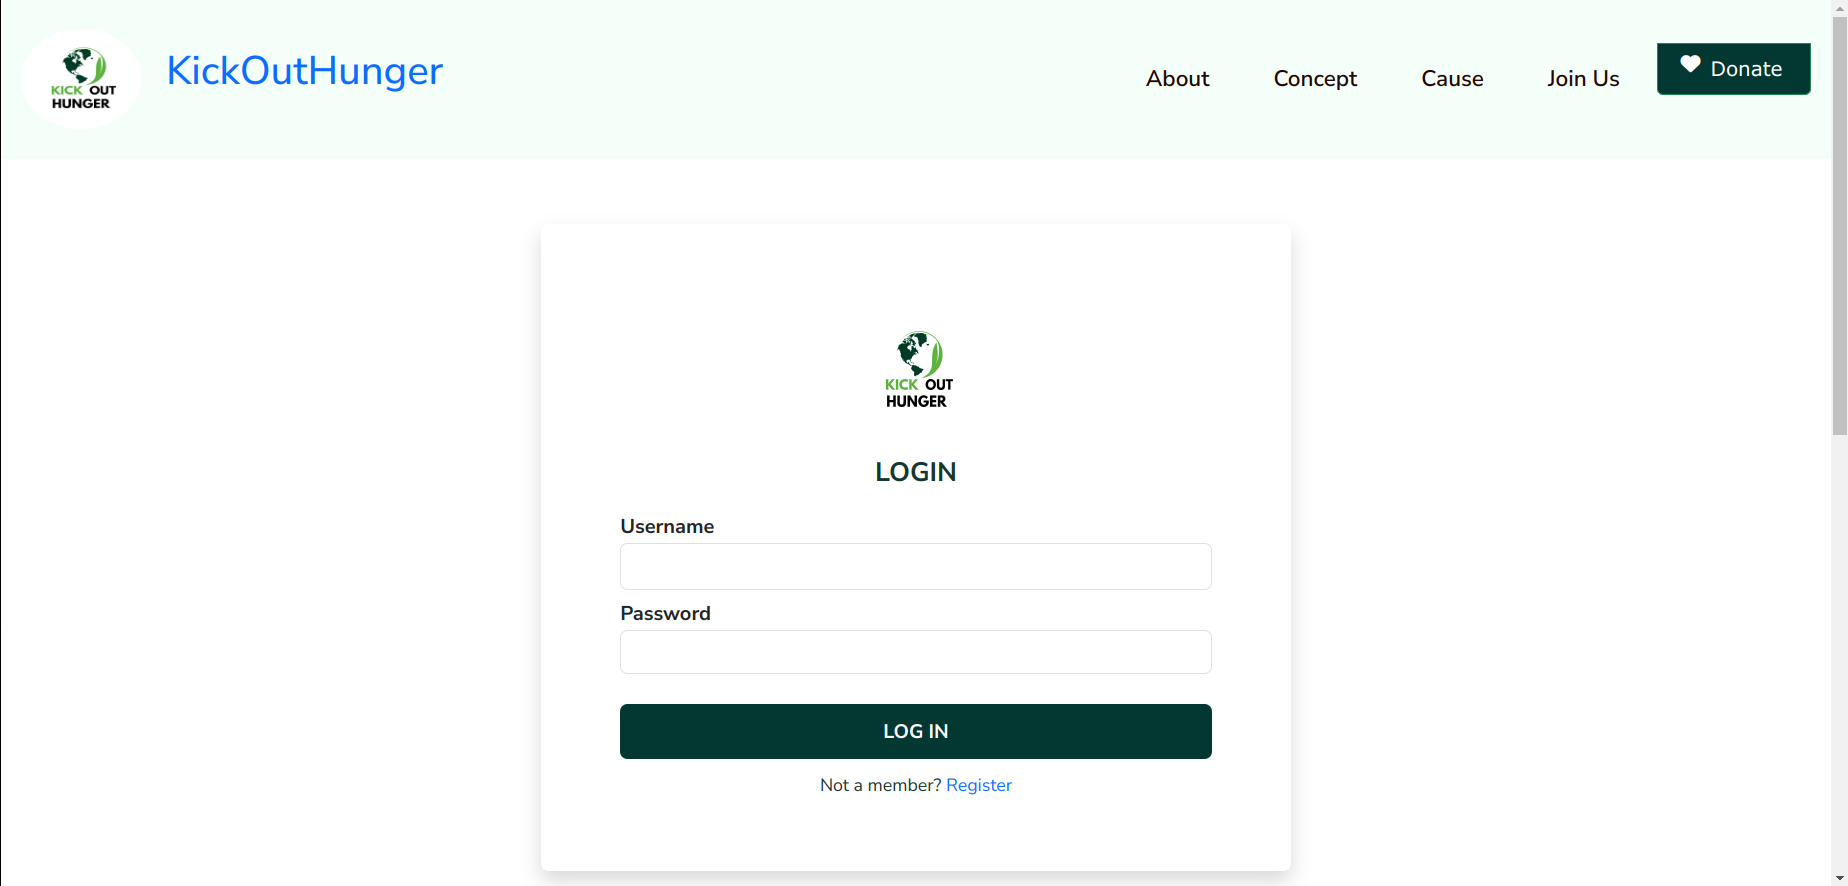 KICK OUT
HUNGER
KickOutHunger
About
Concept
Cause
Join Us
Donate
KICK OUT
HUNGER
LOGIN
Username
Password
LOG IN
Not a member? Register